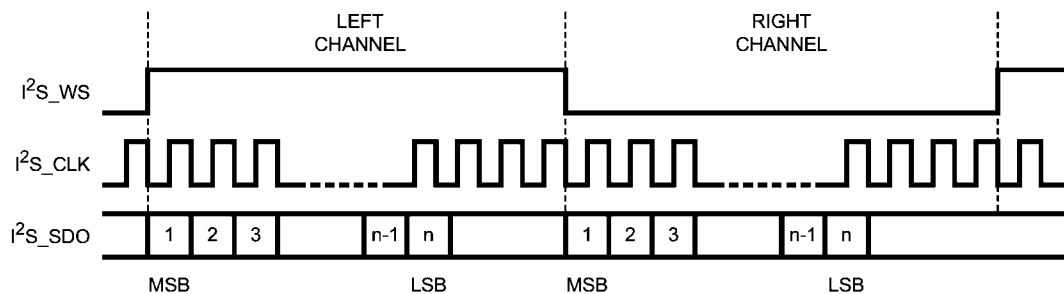 LEFT CHANNEL RIGHT CHANNEL
I²S_WS
I²S_CLK
I²S_SDO 1 2 3 n-1 n 1 2 3 n-1 n
MSB LSB MSB LSB